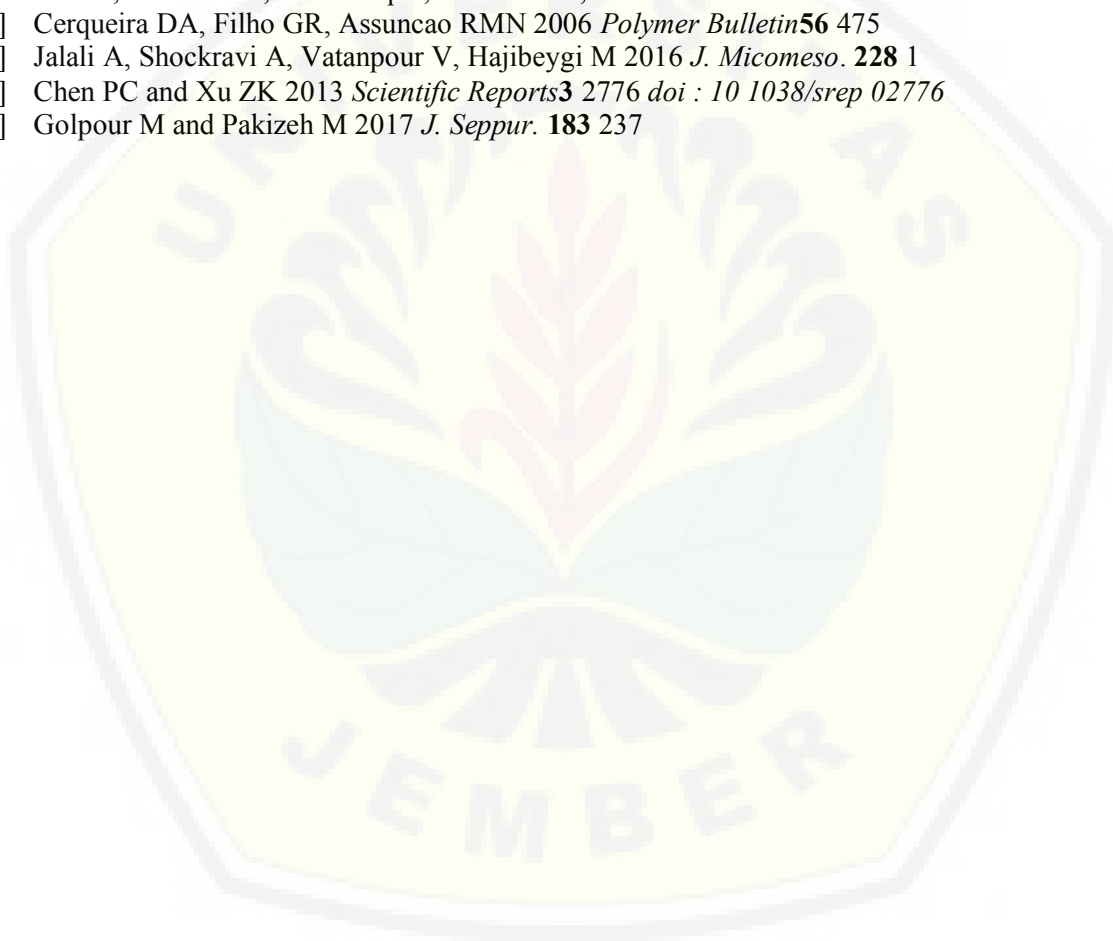 ] Cerqueira DA, Filho GR, Assuncao RMN 2006 Polymer Bulletin56 475
] Jalali A, Shockravi A, Vatanpour V, Hajibeygi M 2016 J. Micomeso. 228 1
] Chen PC and Xu ZK 2013 Scientific Reports3 2776 doi : 10 1038/srep 02776
] Golpour M and Pakizeh M 2017 J. Seppur. 183 237
UNIVERSITAS
JEMBER